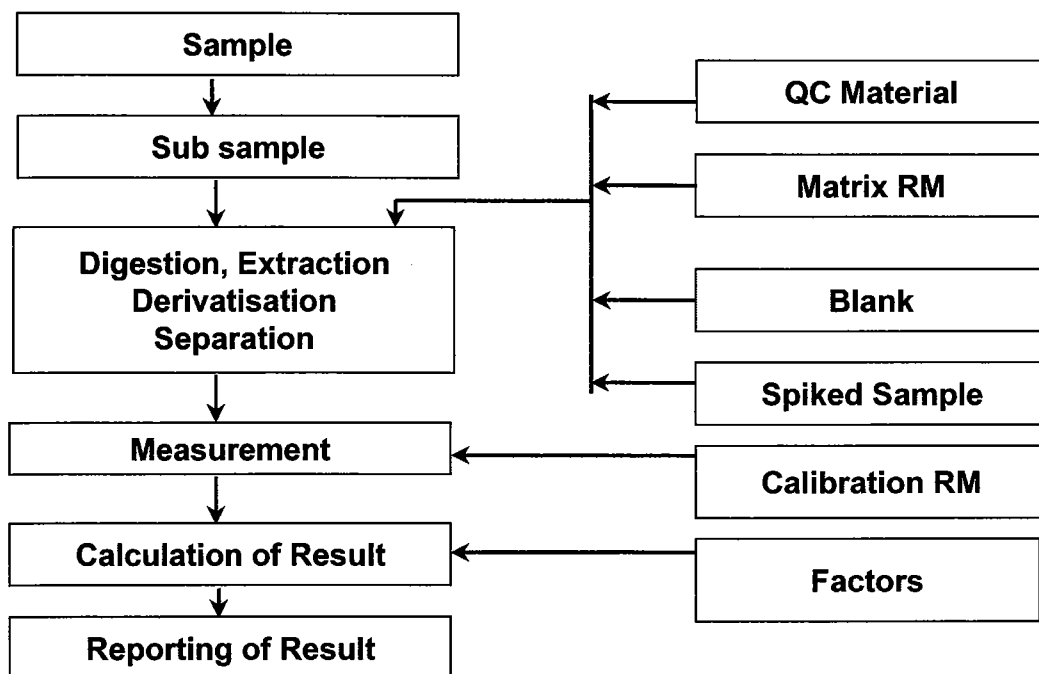 Sample
Sub sample
Digestion, Extraction
Derivatisation
Separation
Measurement
Calculation of Result
Reporting of Result
QC Material
Matrix RM
Blank
Spiked Sample
Calibration RM
Factors